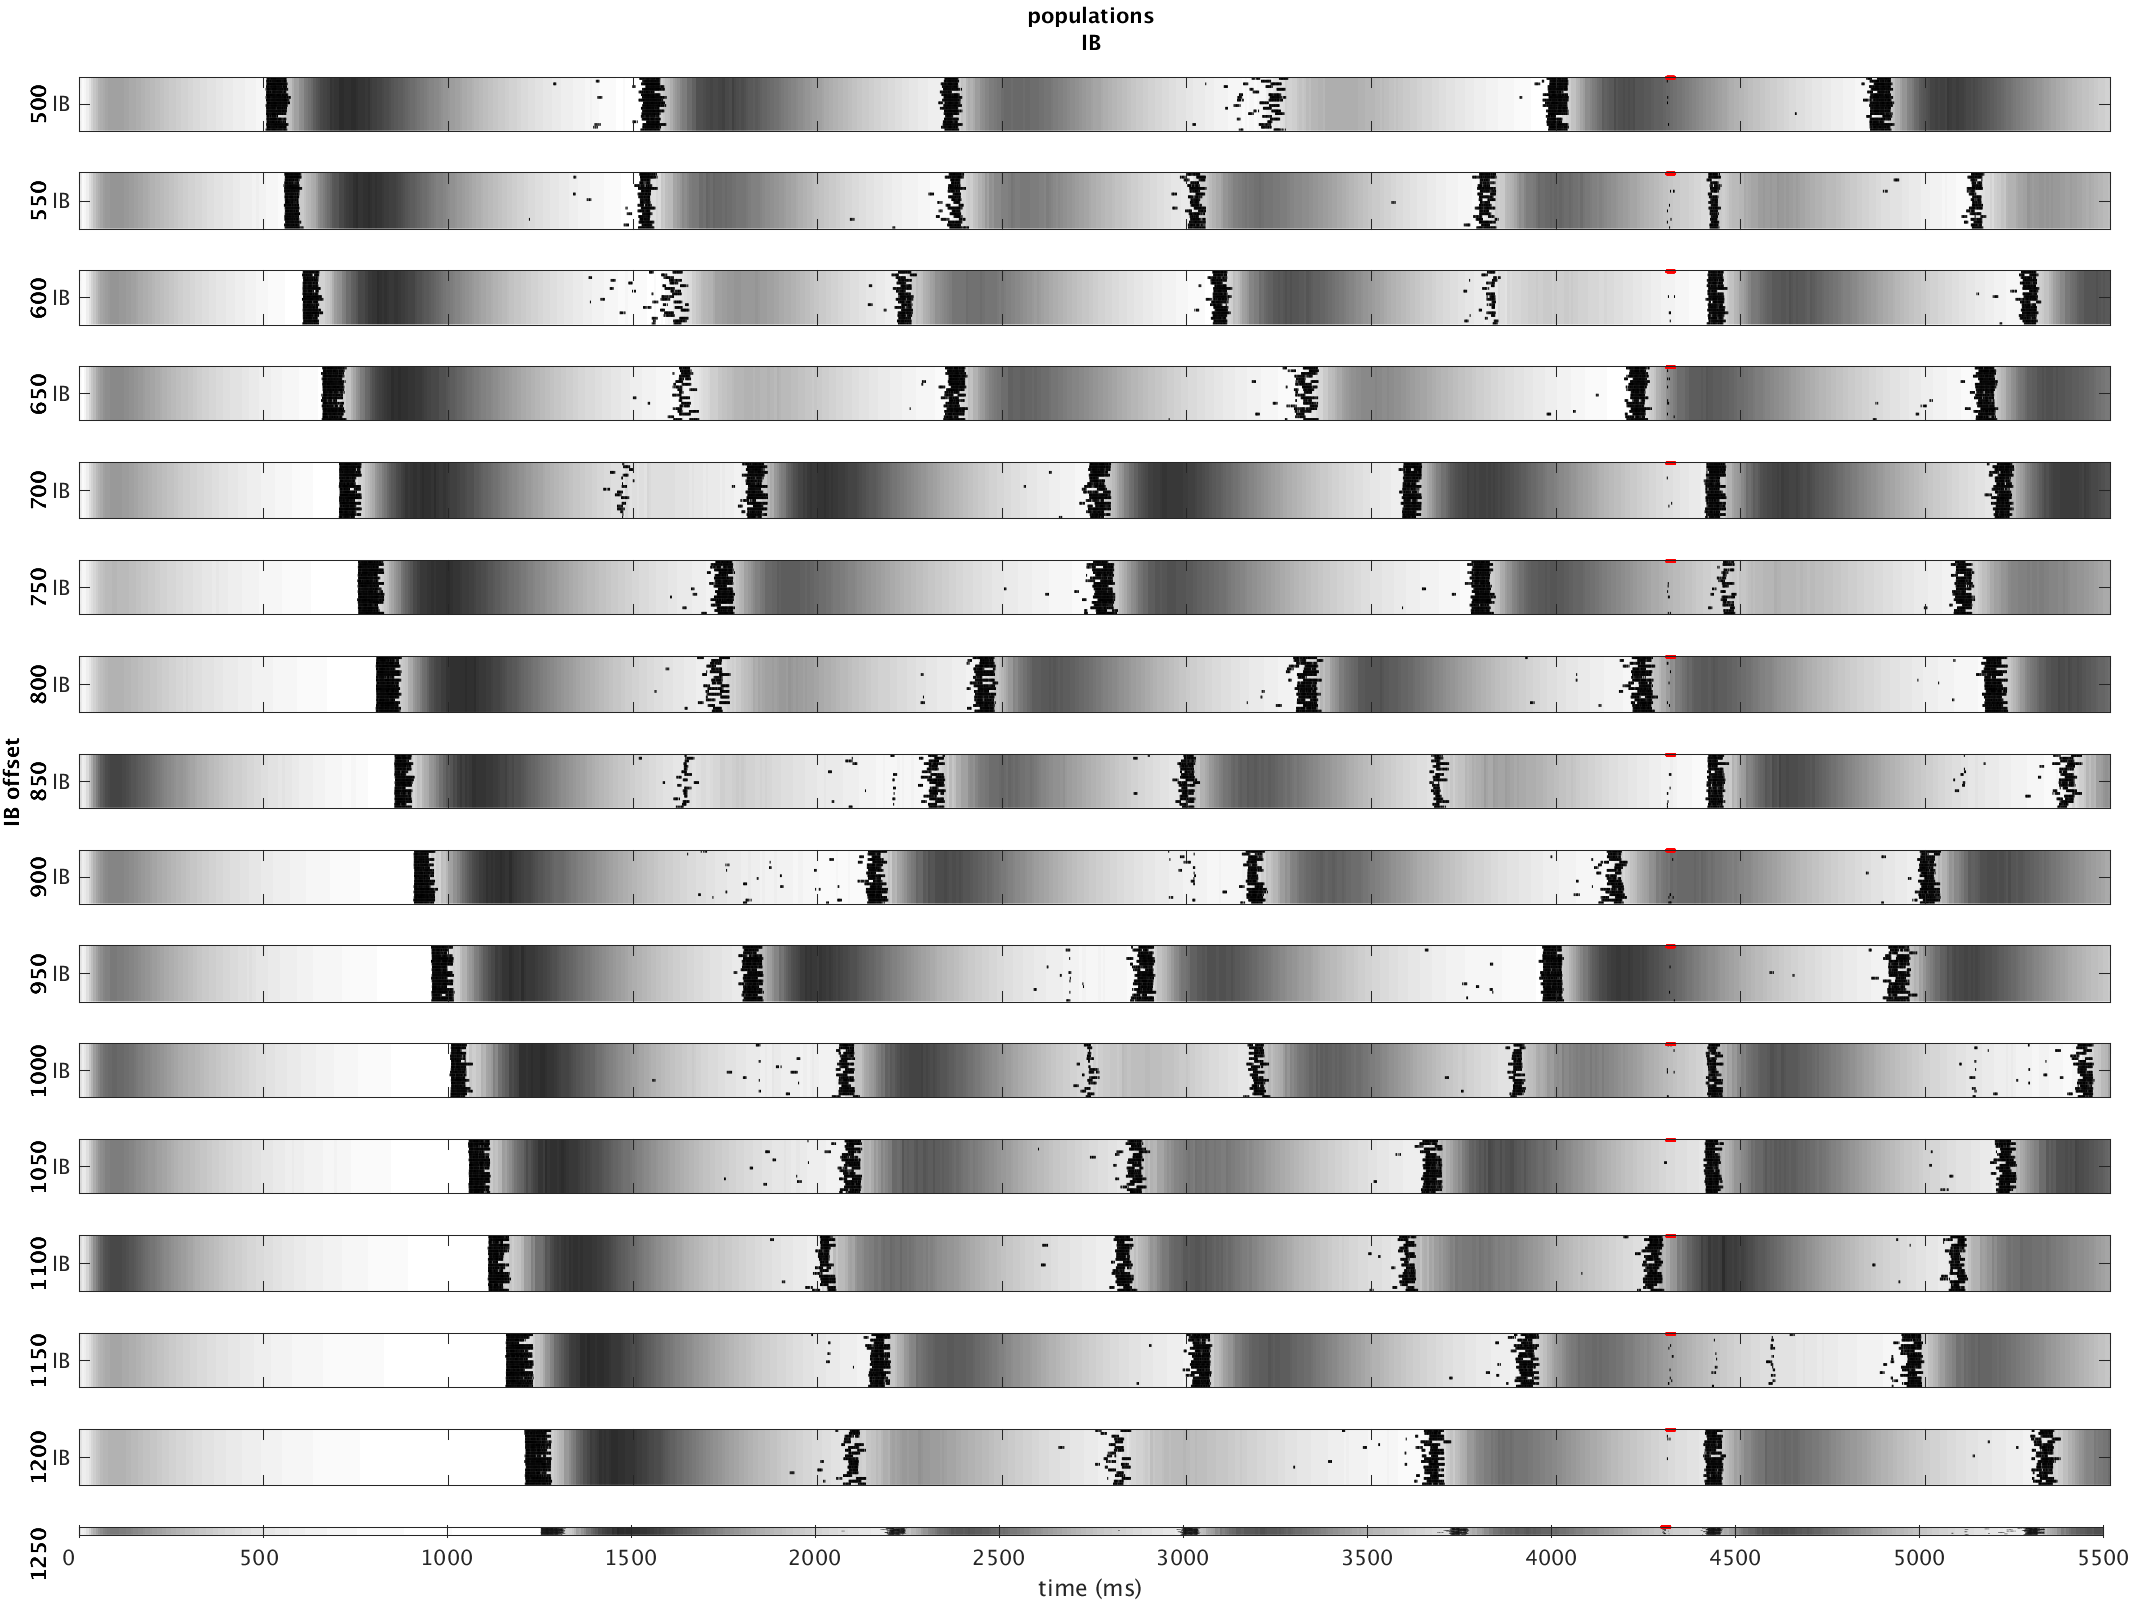 populations
IB
500 IB
550 IB
600 IB
650 IB
700 IB
750 IB
800 IB
IB offset
850 IB
900 IB
950 IB
1000 IB
1050 IB
1100 IB
1150 IB
1200 IB
1250
0 500 1000 1500 2000 2500 3000 3500 4000 4500 5000 5500
time (ms)